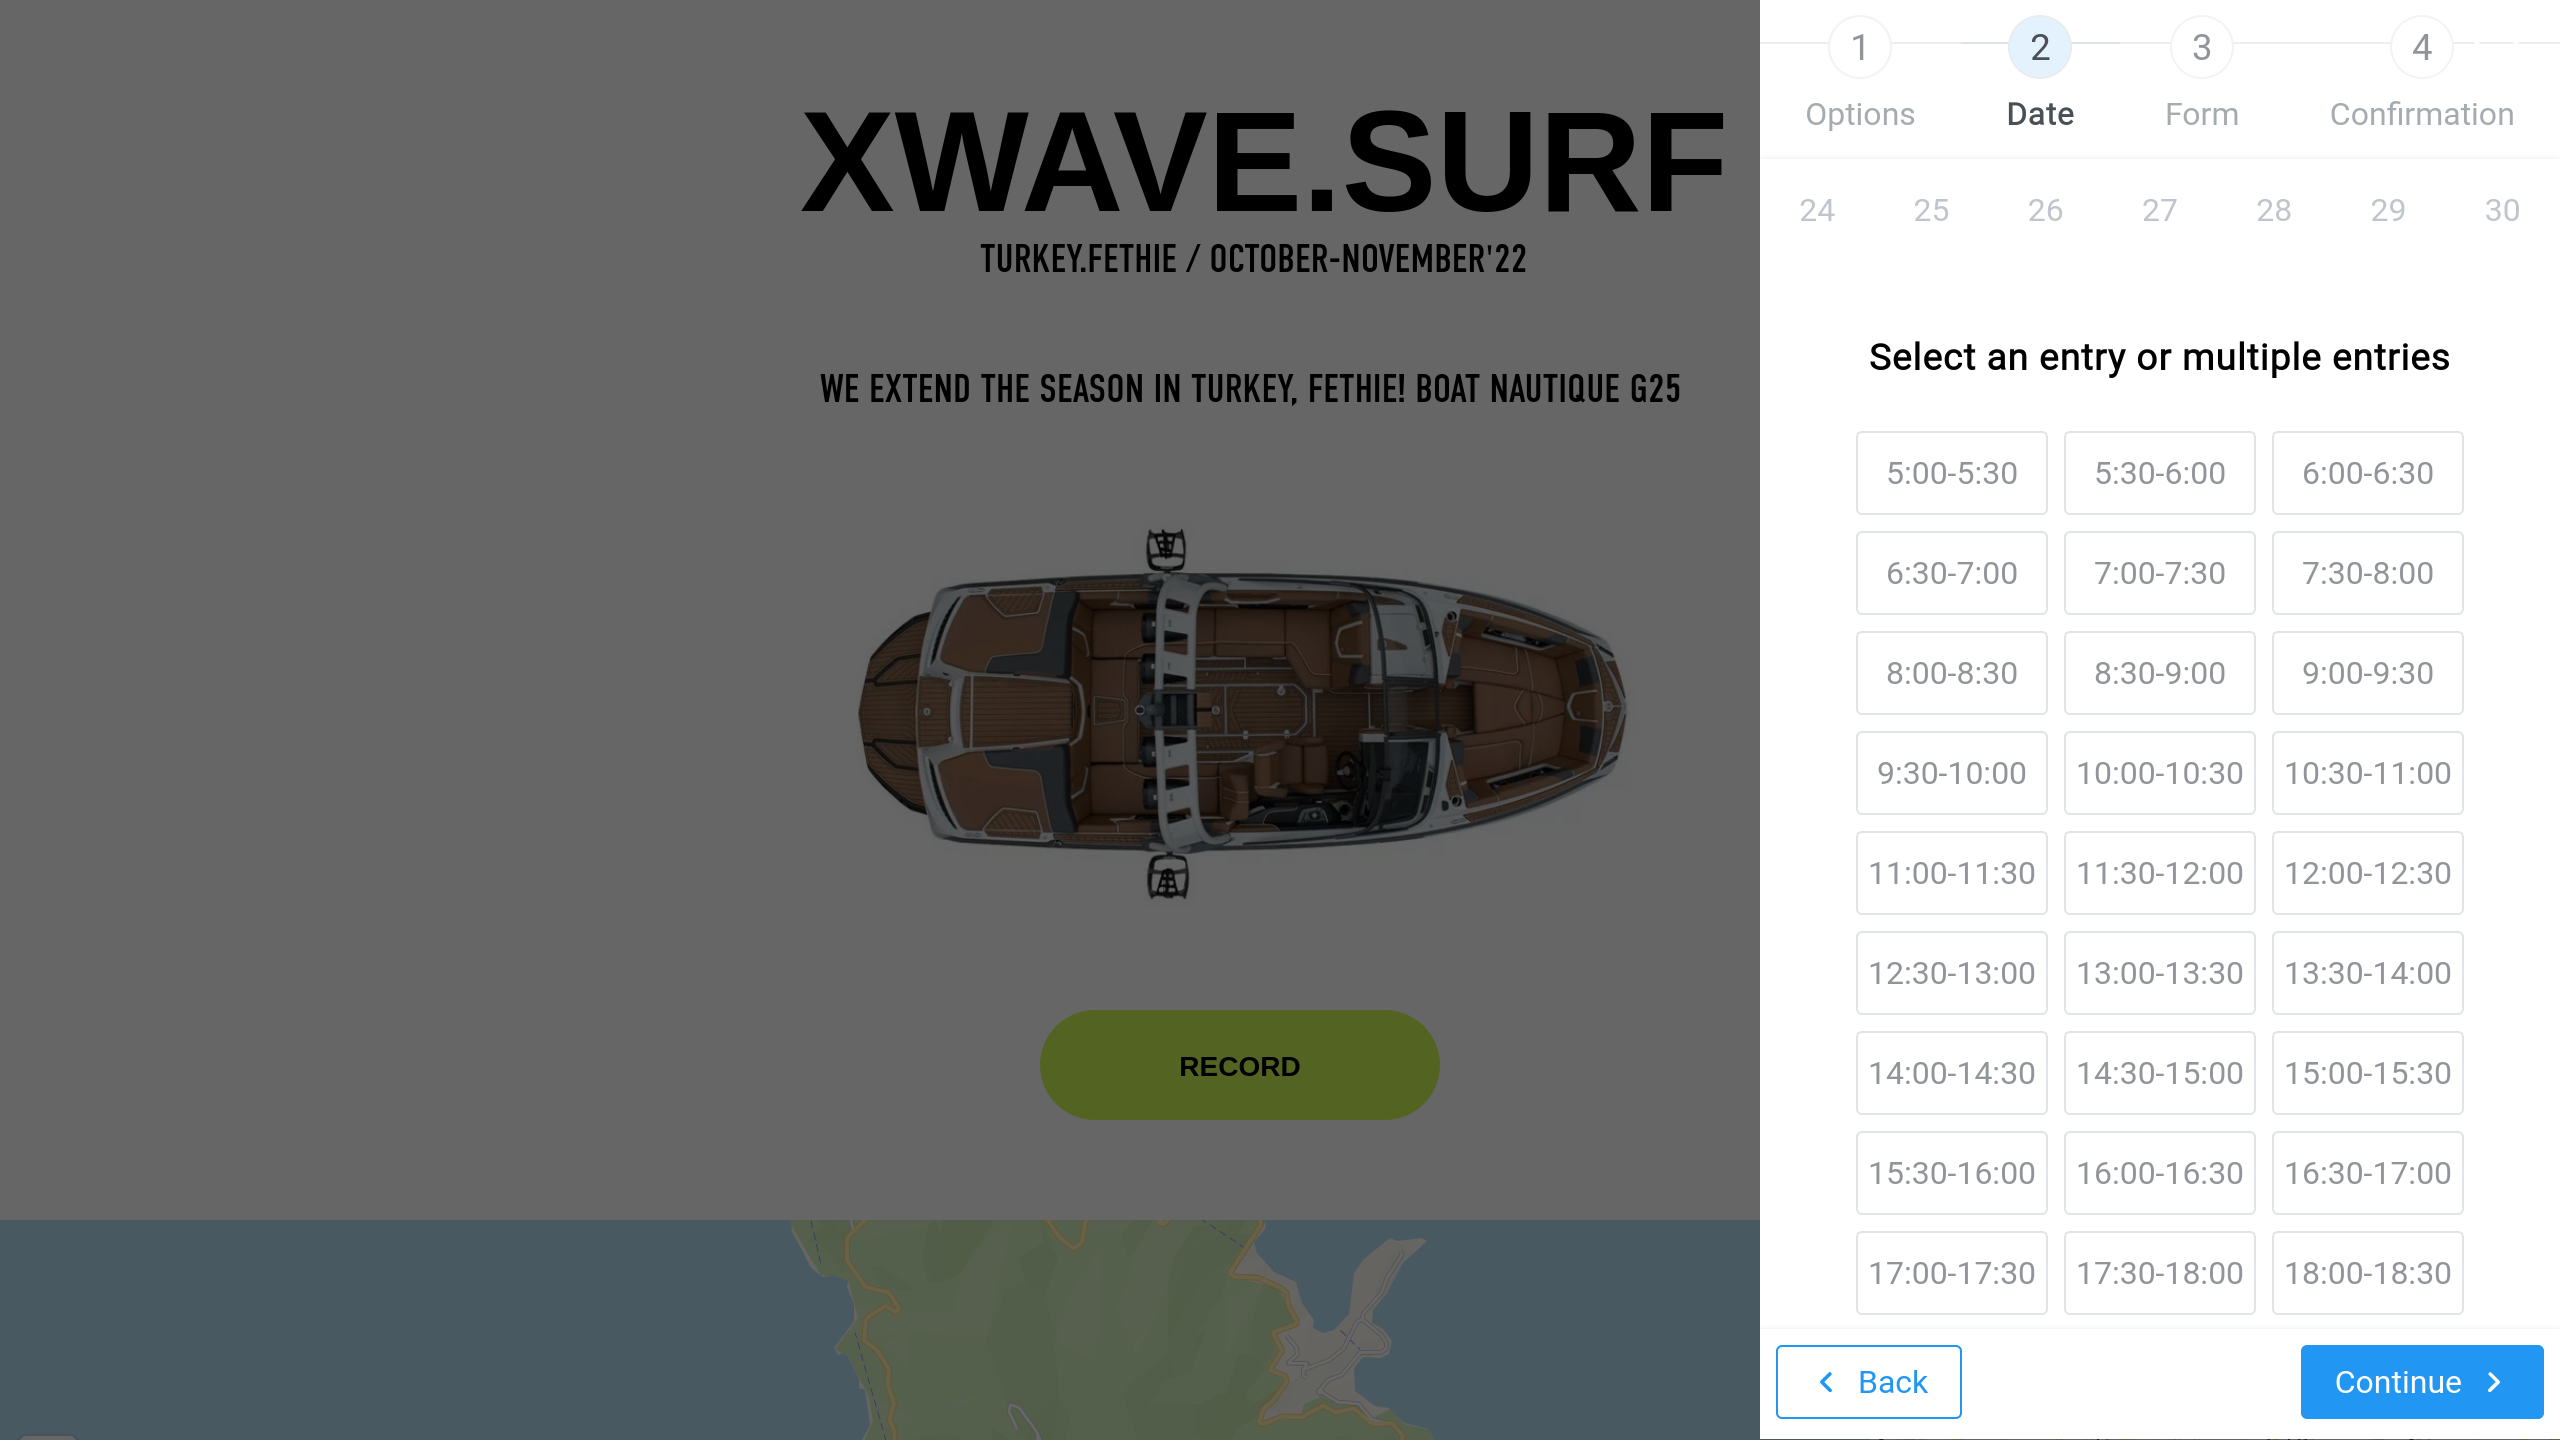 XWAVE.SURF
TURKEY.FETHIE / OCTOBER-NOVEMBER'22
WE EXTEND THE SEASON IN TURKEY, FETHIE! BOAT NAUTIQUE G25
RECORD
1 2 3 4
Options Date Form Confirmation
24 25 26 27 28 29 30
Select an entry or multiple entries
5:00-5:30 5:30-6:00 6:00-6:30
6:30-7:00 7:00-7:30 7:30-8:00
8:00-8:30 8:30-9:00 9:00-9:30
9:30-10:00 10:00-10:30 10:30-11:00
11:00-11:30 11:30-12:00 12:00-12:30
12:30-13:00 13:00-13:30 13:30-14:00
14:00-14:30 14:30-15:00 15:00-15:30
15:30-16:00 16:00-16:30 16:30-17:00
17:00-17:30 17:30-18:00 18:00-18:30
Back Continue